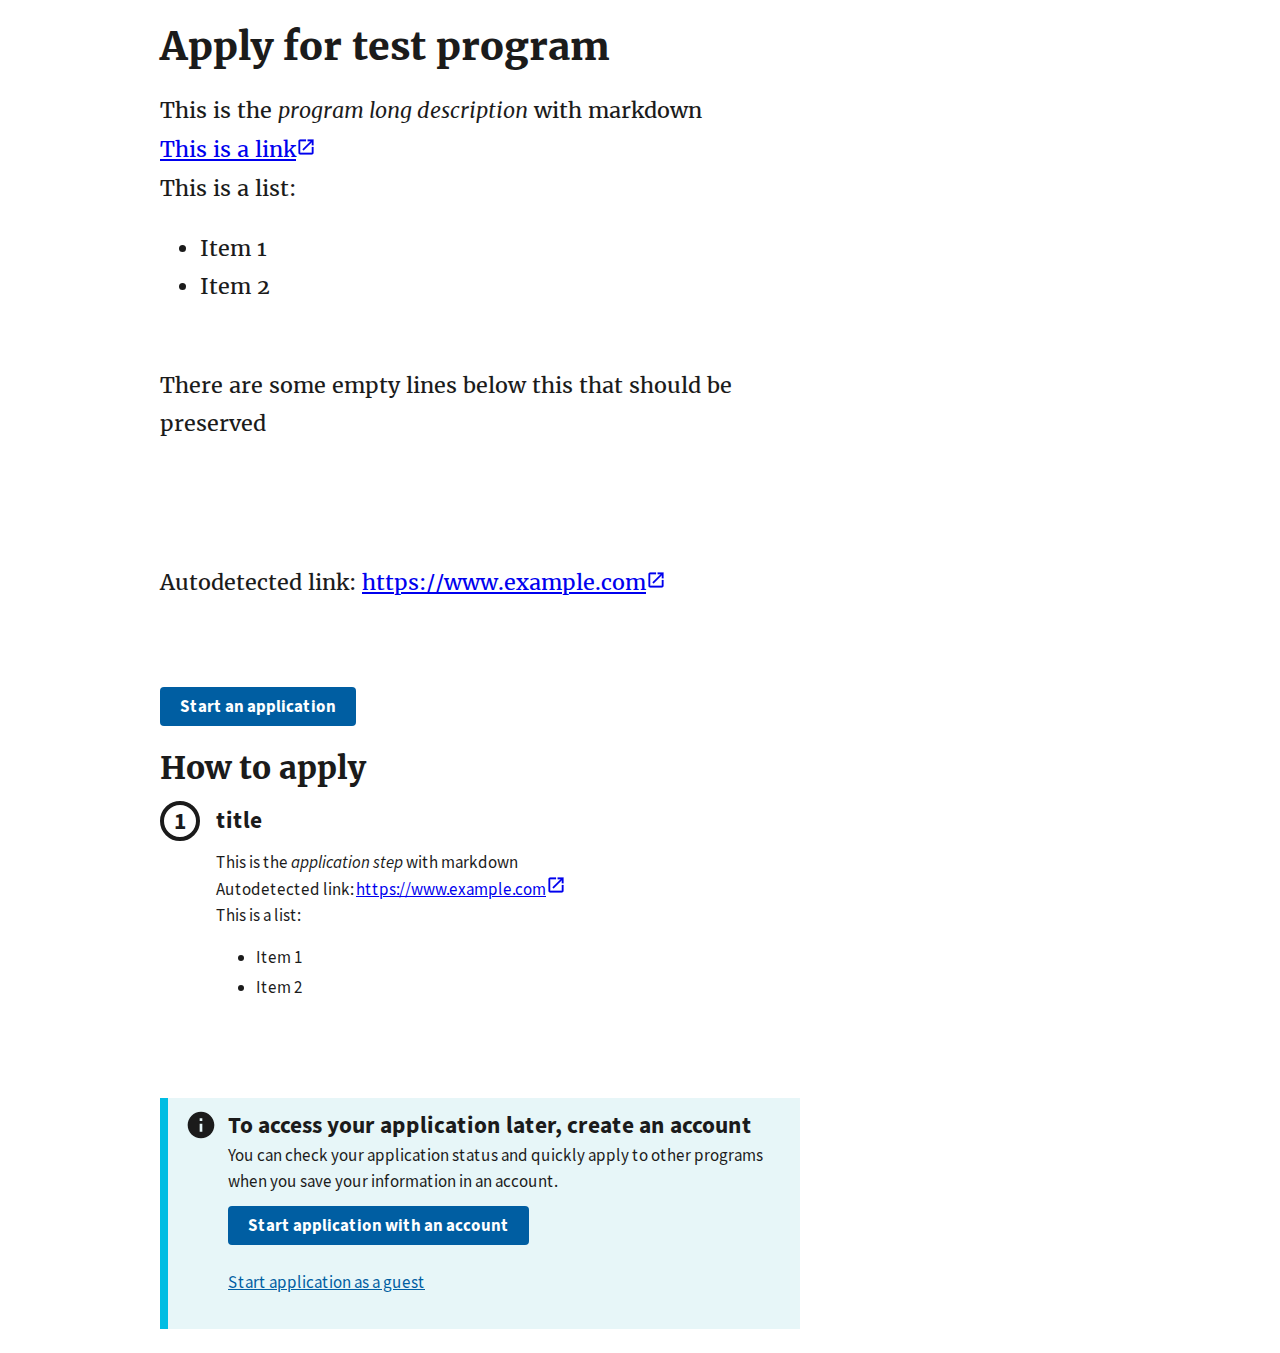 Apply for test program
This is the program long description with markdown
This is a link
This is a list:
Item 1
Item 2
There are some empty lines below this that should be
preserved
Autodetected link: https://www.example.com
Start an application
How to apply
1 title
This is the application step with markdown
Autodetected link: https://www.example.com
This is a list:
Item 1
Item 2
To access your application later, create an account
You can check your application status and quickly apply to other programs
when you save your information in an account.
Start application with an account
Start application as a guest